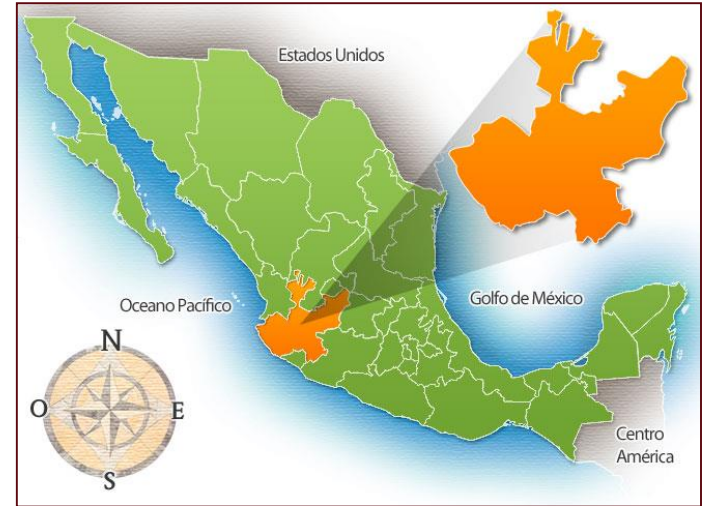 Estados Unidos
Oceano Pacífico
Golfo de México
N
O
E
S
Centro
América